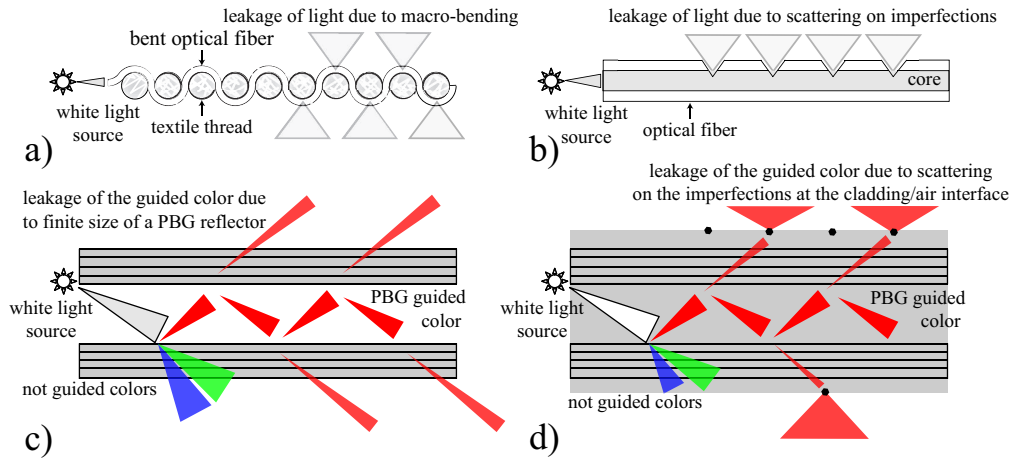 leakage of light due to macro-bending
bent optical fiber
white light
source
textile thread
a)
leakage of light due to scattering on imperfections
core
white light
source
optical fiber
b)
leakage of the guided color due
to finite size of a PBG reflector
white light
source
PBG guided
color
not guided colors
c)
leakage of the guided color due to scattering
on the imperfections at the cladding/air interface
white light
source
PBG guided
color
not guided colors
d)